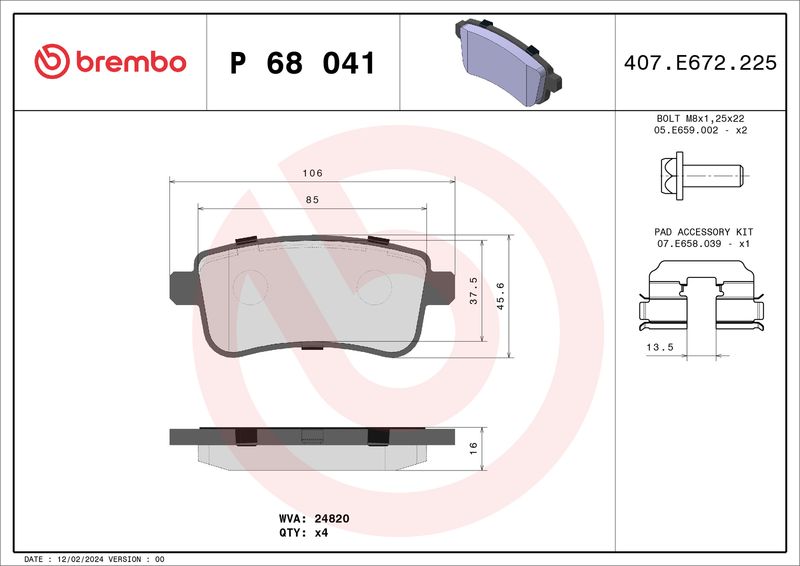 brembo
P 68 041
407.E672.225
BOLT M8x1,25x22
05.E659.002 - x2
PAD ACCESSORY KIT
07.E658.039 - x1
13.5
106
85
37.5
45.6
16
WVA: 24820
QTY: x4
DATE : 12/02/2024 VERSION : 00